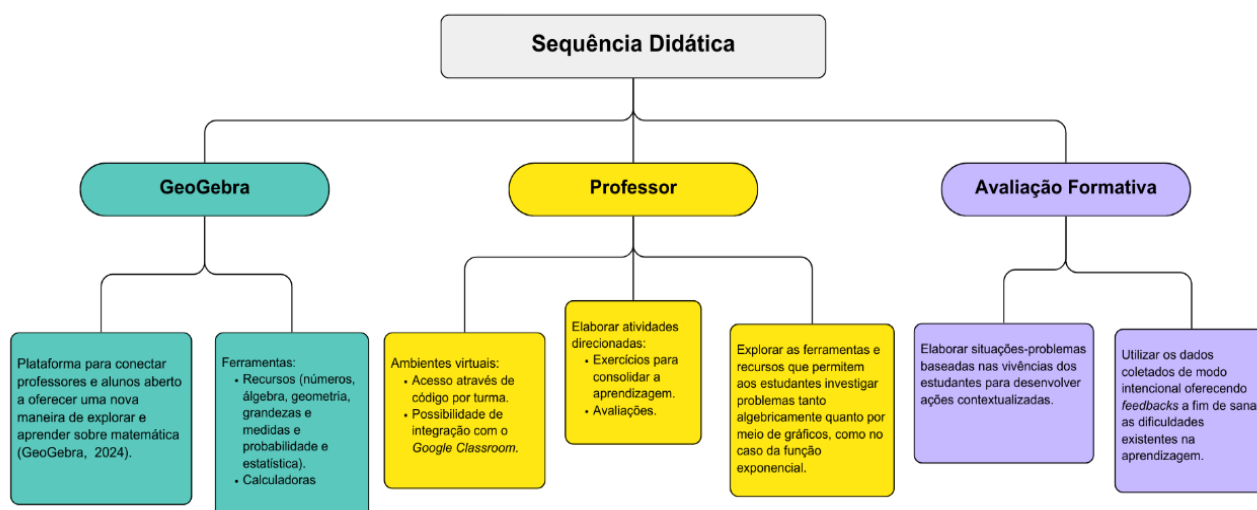 Sequência Didática
GeoGebra
Professor
Avaliação Formativa
Plataforma para conectar
professores e alunos aberto
a oferecer uma nova
maneira de explorar e
aprender sobre matemática
(GeoGebra, 2024).
Ferramentas:
• Recursos (números,
álgebra, geometria,
grandezas e
medidas e
probabilidade e
estatística).
• Calculadoras
Ambientes virtuais:
• Acesso através de
código por turma.
• Possibilidade de
integração com o
Google Classroom.
Elaborar atividades
direcionadas:
• Exercícios para
consolidar a
aprendizagem.
• Avaliações.
Explorar as ferramentas e
recursos que permitem
aos estudantes investigar
problemas tanto
algebricamente quanto por
meio de gráficos, como no
caso da função
exponencial.
Elaborar situações-problemas
baseadas nas vivências dos
estudantes para desenvolver
ações contextualizadas.
Utilizar os dados
coletados de modo
intencional oferecendo
feedbacks a fim de sana
as dificuldades
existentes na
aprendizagem.